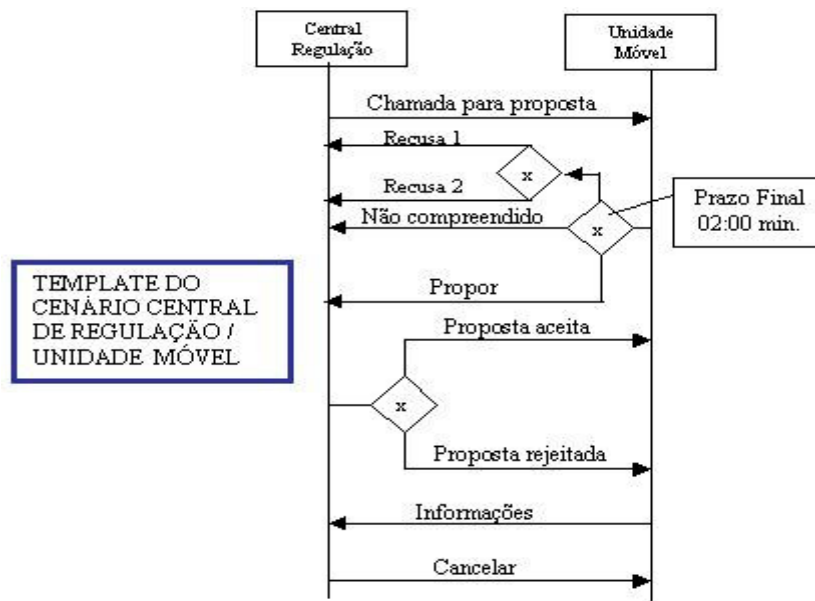 Central
Regulação
Unidade
Móvel
Chamada para proposta
Recusa 1
x
Recusa 2
Não compreendido
x
Prazo Final
02:00 min.
TEMPLATE DO
CENÁRIO CENTRAL
DE REGULAÇÃO /
UNIDADE MÓVEL
Propor
Proposta aceita
x
Proposta rejeitada
Informações
Cancelar